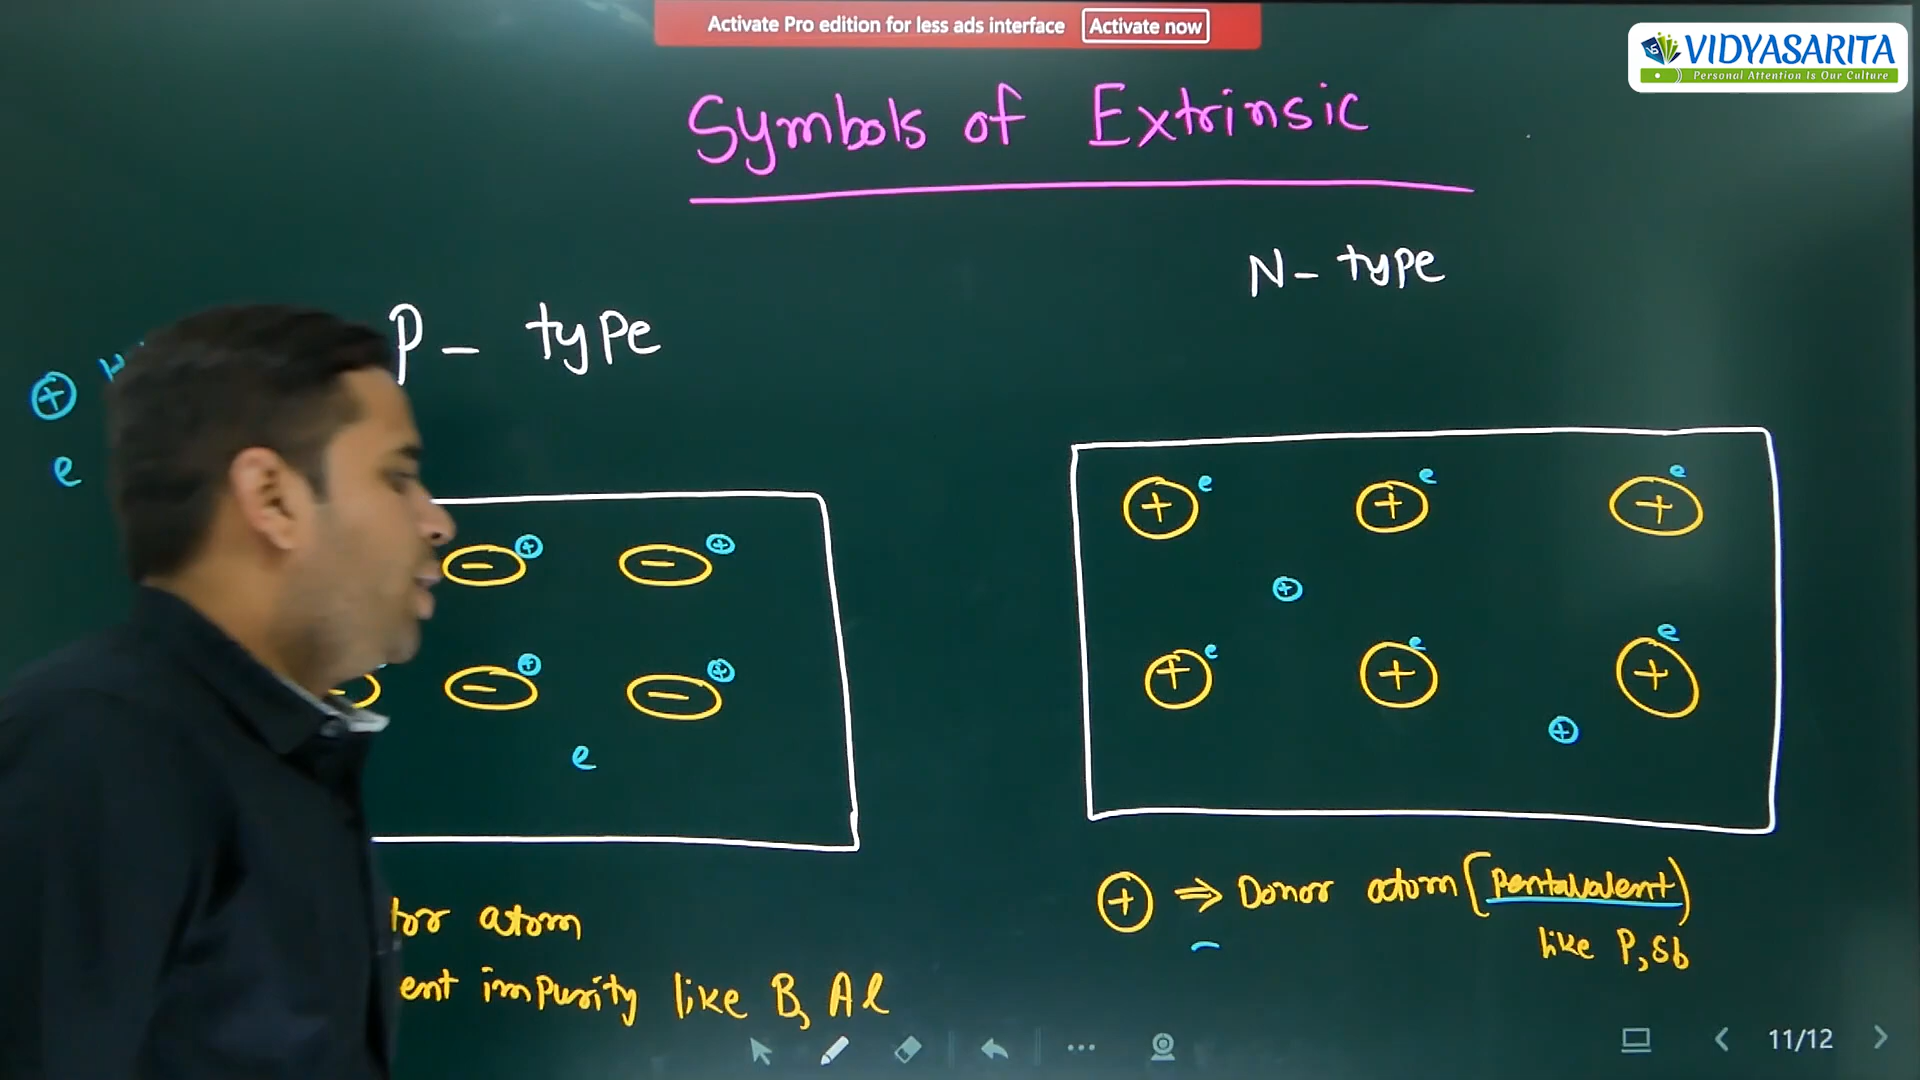 Activate Pro edition for less ads interface Activate now
VIDYASARITA
Personal Attention Is Our Culture
Symbols of Extrinsic
N- type
P- type
+
e
+ e + e + e
- + - +
+
+ e + e + e
- - + - +
+
e
+ ⇒ Donor atom (pentavalent)
tor atom
like P, Sb
ent impurity like B, Al
11/12